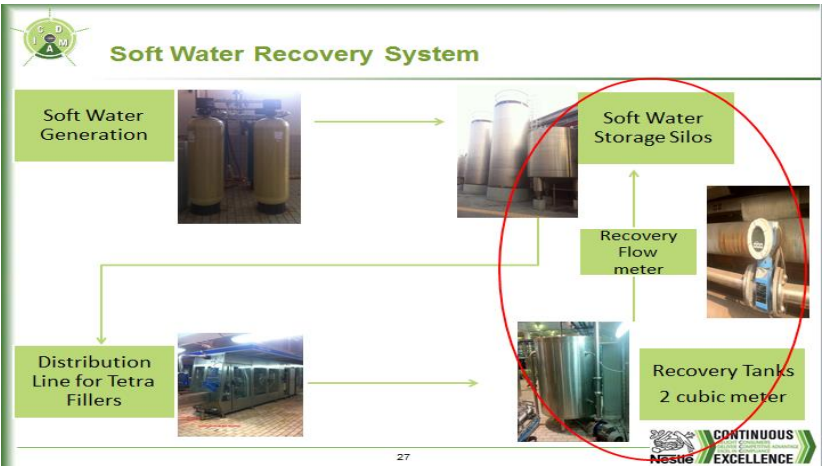 C D
I M
A
Soft Water Recovery System
Soft Water
Generation
Soft Water
Storage Silos
Recovery
Flow
meter
Distribution
Line for Tetra
Fillers
Recovery Tanks
2 cubic meter
27
Nestlé
CONTINUOUS
EXCELLENCE